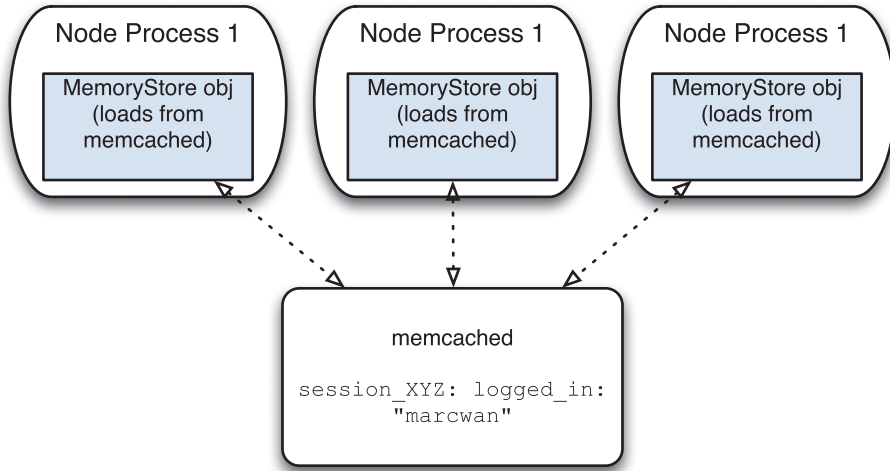 Node Process 1
MemoryStore obj
(loads from
memcached)
Node Process 1
MemoryStore obj
(loads from
memcached)
Node Process 1
MemoryStore obj
(loads from
memcached)
memcached
session_XYZ: logged_in:
"marcwan"